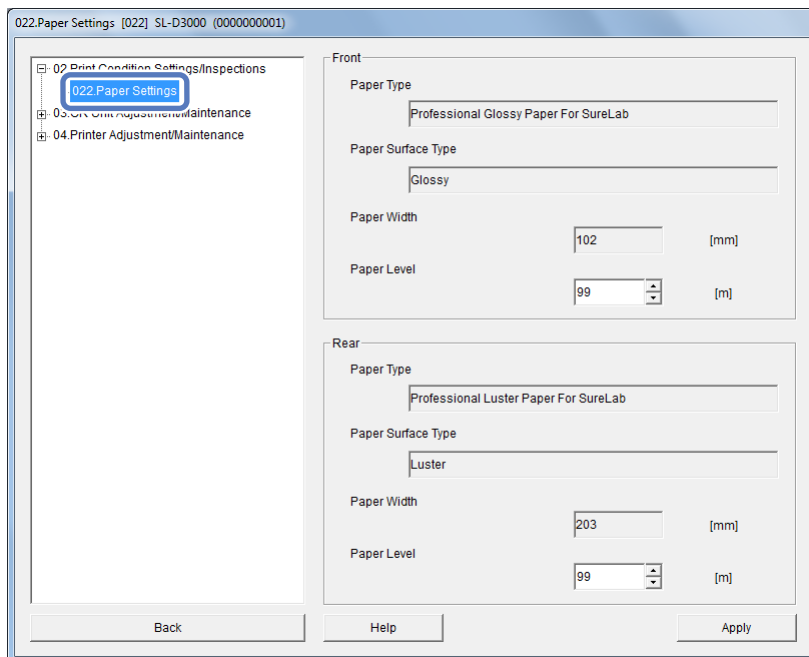 022.Paper Settings [022] SL-D3000 (0000000001)
02.Print Condition Settings/Inspections
022.Paper Settings
03.CR Unit Adjustment/Maintenance
04.Printer Adjustment/Maintenance
Back
Front
Paper Type
Professional Glossy Paper For SureLab
Paper Surface Type
Glossy
Paper Width
102 [mm]
Paper Level
99 [m]
Rear
Paper Type
Professional Luster Paper For SureLab
Paper Surface Type
Luster
Paper Width
203 [mm]
Paper Level
99 [m]
Help
Apply